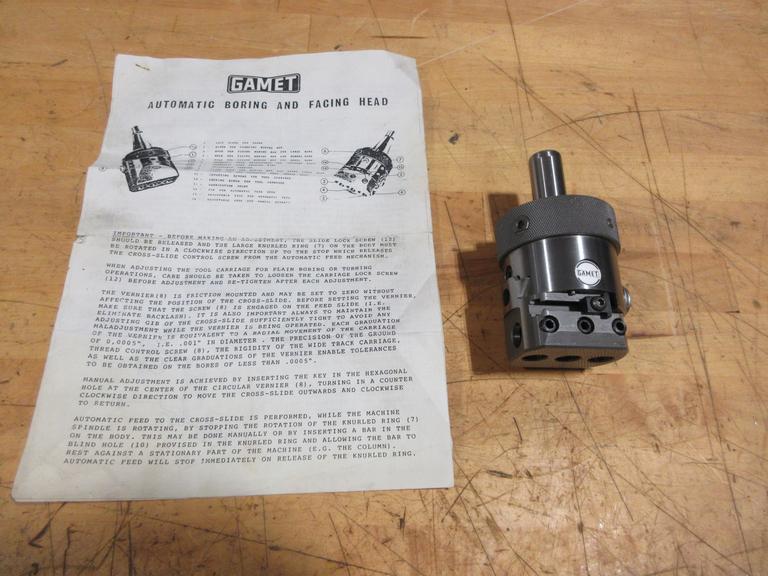 GAMET
AUTOMATIC BORING AND FACING HEAD
IMPORTANT - BEFORE MAKING AN ADJUSTMENT, THE SLIDE LOCK SCREW (12)
SHOULD BE RELEASED AND THE LARGE KNURLED RING (7) ON THE BODY MUST
BE ROTATED IN A CLOCKWISE DIRECTION UP TO THE STOP WHICH RELEASES
THE CROSS-SLIDE CONTROL SCREW FROM THE AUTOMATIC FEED MECHANISM.
WHEN ADJUSTING THE TOOL CARRIAGE FOR PLAIN BORING OR TURNING
OPERATIONS, CARE SHOULD BE TAKEN TO LOOSEN THE CARRIAGE LOCK SCREW
(12) BEFORE ADJUSTMENT AND RE-TIGHTEN AFTER EACH ADJUSTMENT.
THE VERNIER(8) IS FRICTION MOUNTED AND MAY BE SET TO ZERO WITHOUT
AFFECTING THE POSITION OF THE CROSS-SLIDE. BEFORE SETTING THE VERNIER,
MAKE SURE THAT THE SCREW (8) IS ENGAGED ON THE FEED SLIDE (I.E.
ELIMINATE BACKLASH). IT IS ALSO IMPORTANT ALWAYS TO MAINTAIN THE
ADJUSTING GIB OF THE CROSS-SLIDE SUFFICIENTLY TIGHT TO AVOID ANY
MALADJUSTMENT WHILE THE VERNIER IS BEING OPERATED. EACH GRADUATION
OF THE VERNIER IS EQUIVALENT TO A RADIAL MOVEMENT OF THE CARRIAGE
OF 0.0005", I.E. .001" IN DIAMETER. THE PRECISION OF THE GROUND
THREAD CONTROL SCREW (8), THE RIGIDITY OF THE WIDE TRACK CARRIAGE,
AS WELL AS THE CLEAR GRADUATIONS OF THE VERNIER ENABLE TOLERANCES
TO BE OBTAINED ON THE BORES OF LESS THAN .0005".
MANUAL ADJUSTMENT IS ACHIEVED BY INSERTING THE KEY IN THE HEXAGONAL
HOLE AT THE CENTER OF THE CIRCULAR VERNIER (8), TURNING IN A COUNTER
CLOCKWISE DIRECTION TO MOVE THE CROSS-SLIDE OUTWARDS AND CLOCKWISE
TO RETURN.
AUTOMATIC FEED TO THE CROSS-SLIDE IS PERFORMED, WHILE THE MACHINE
SPINDLE IS ROTATING, BY STOPPING THE ROTATION OF THE KNURLED RING (7)
ON THE BODY. THIS MAY BE DONE MANUALLY OR BY INSERTING A BAR IN THE
BLIND HOLE (10) PROVISED IN THE KNURLED RING AND ALLOWING THE BAR TO
REST AGAINST A STATIONARY PART OF THE MACHINE (E.G. THE COLUMN).
AUTOMATIC FEED WILL STOP IMMEDIATELY ON RELEASE OF THE KNURLED RING.
GAMET